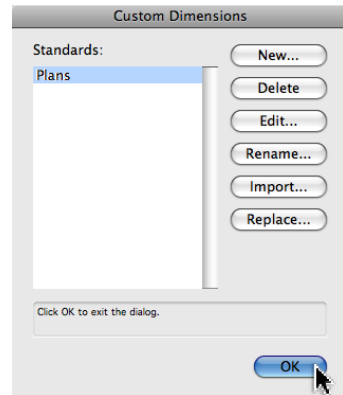 Custom Dimensions
Standards:
Plans
New...
Delete
Edit...
Rename...
Import...
Replace...
Click OK to exit the dialog.
OK